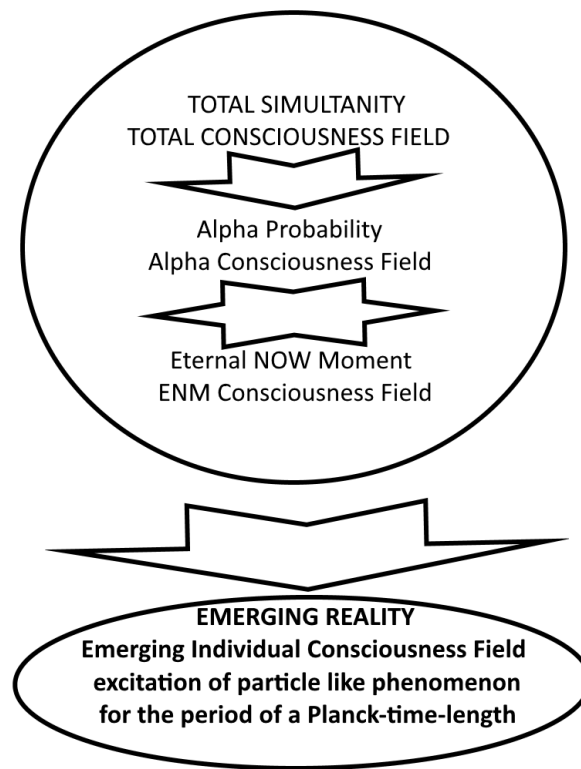 TOTAL SIMULTANITY
TOTAL CONSCIOUSNESS FIELD
Alpha Probability
Alpha Consciousness Field
Eternal NOW Moment
ENM Consciousness Field
EMERGING REALITY
Emerging Individual Consciousness Field
excitation of particle like phenomenon
for the period of a Planck-time-length